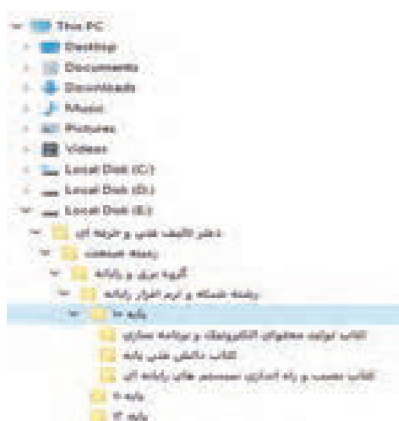 This PC
Desktop
Documents
Downloads
Music
Pictures
Videos
Local Disk (C:)
Local Disk (D:)
Local Disk (E:)
دفتر تالیف فنی و حرفه ای
زمینه صنعت
گروه برق و رایانه
رشته شبکه و نرم افزار رایانه
پایه ۱۰
کتاب تولید محتوای الکترونیک و برنامه سازی
کتاب دانش فنی پایه
کتاب نصب و راه اندازی سیستم های رایانه ای
پایه ۱۱
پایه ۱۲